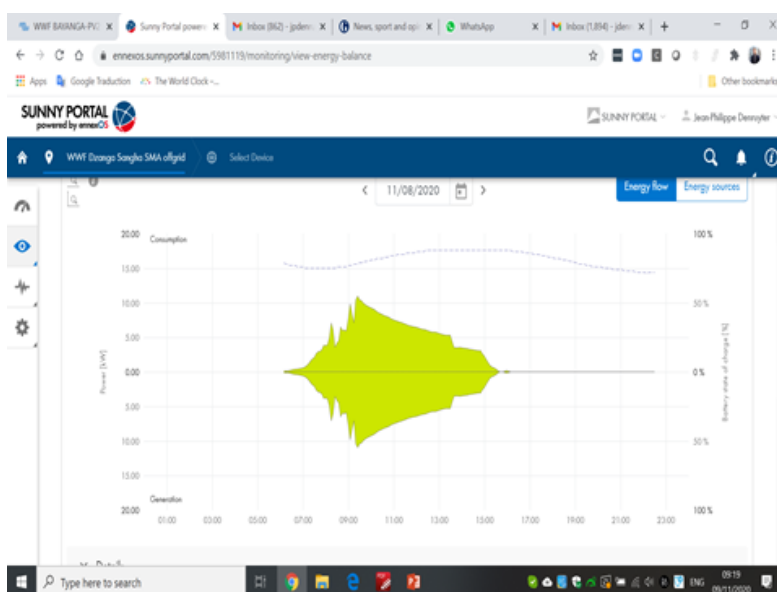 WWF BAYANGA-PV
Sunny Portal power
Inbox (862) - jpden
News, sport and opi
WhatsApp
Inbox (1,894) - jden
ennexos.sunnyportal.com/5981119/monitoring/view-energy-balance
Apps
Google Traduction
The World Clock -...
Other bookmarks
SUNNY PORTAL
powered by ennexOS
SUNNY PORTAL
Jean-Philippe Denruyter
WWF Dzanga Sangha SMA offgrid
Select Device
11/08/2020
Energy flow
Energy sources
20.00
Consumption
100 %
15.00
10.00
50 %
5.00
0.00
0 %
Power [kW]
Battery state of charge [%]
5.00
10.00
50 %
15.00
Generation
20.00
100 %
01:00 03:00 05:00 07:00 09:00 11:00 13:00 15:00 17:00 19:00 21:00 23:00
Details
Type here to search
ENG
09:19
09/11/2020